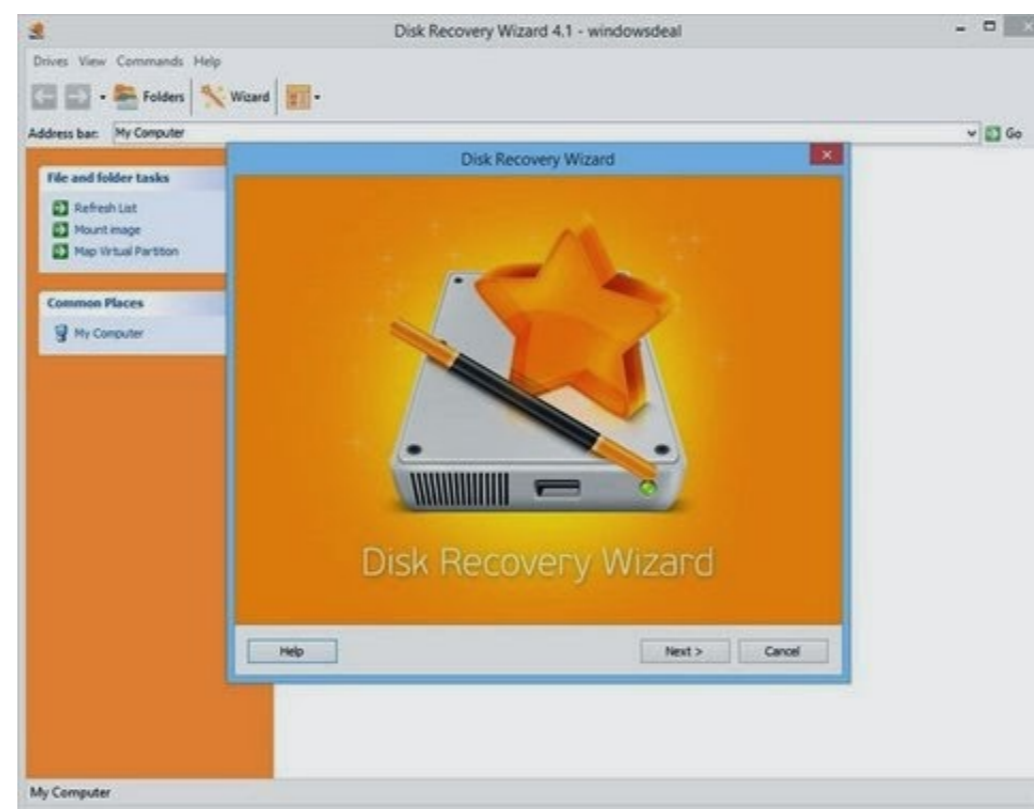 Disk Recovery Wizard 4.1 - windowsdeal
Drives View Commands Help
Folders Wizard
Address bar: My Computer Go
Disk Recovery Wizard
File and folder tasks
Refresh List
Mount image
Map Virtual Partition
Common Places
My Computer
Disk Recovery Wizard
Help Next > Cancel
My Computer